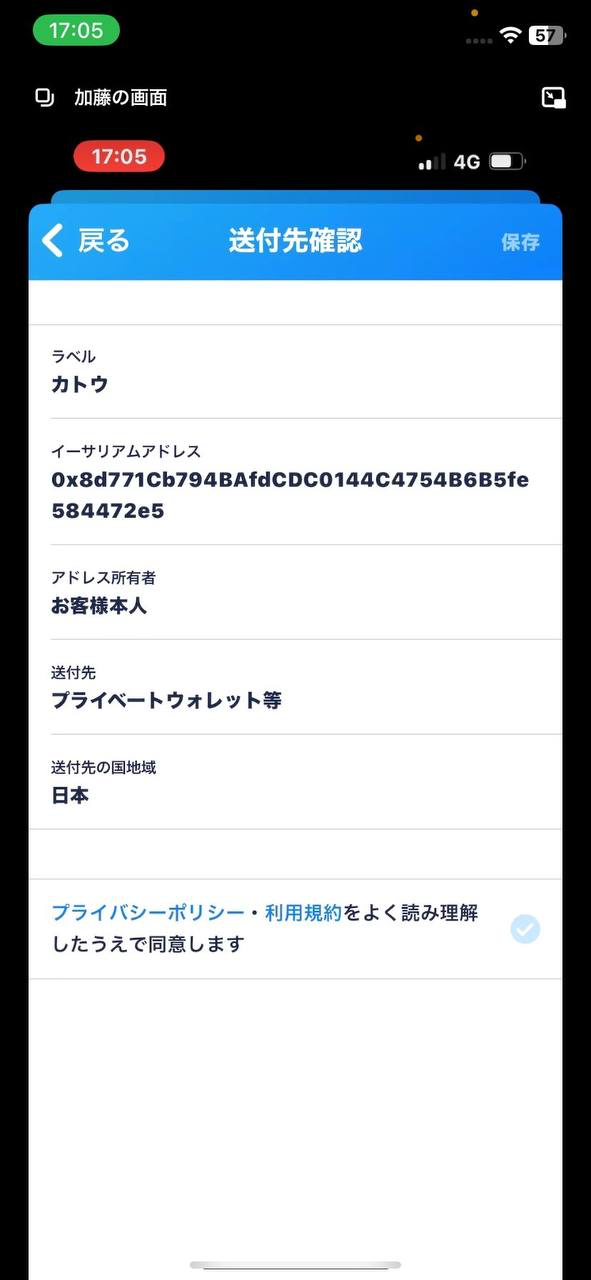 17:05
57
加藤の画面
17:05
4G
戻る
送付先確認
保存
ラベル
カトウ
イーサリアムアドレス
0x8d771Cb794BAfdCDC0144C4754B6B5fe
584472e5
アドレス所有者
お客様本人
送付先
プライベートウォレット等
送付先の国地域
日本
プライバシーポリシー・利用規約をよく読み理解
したうえで同意します